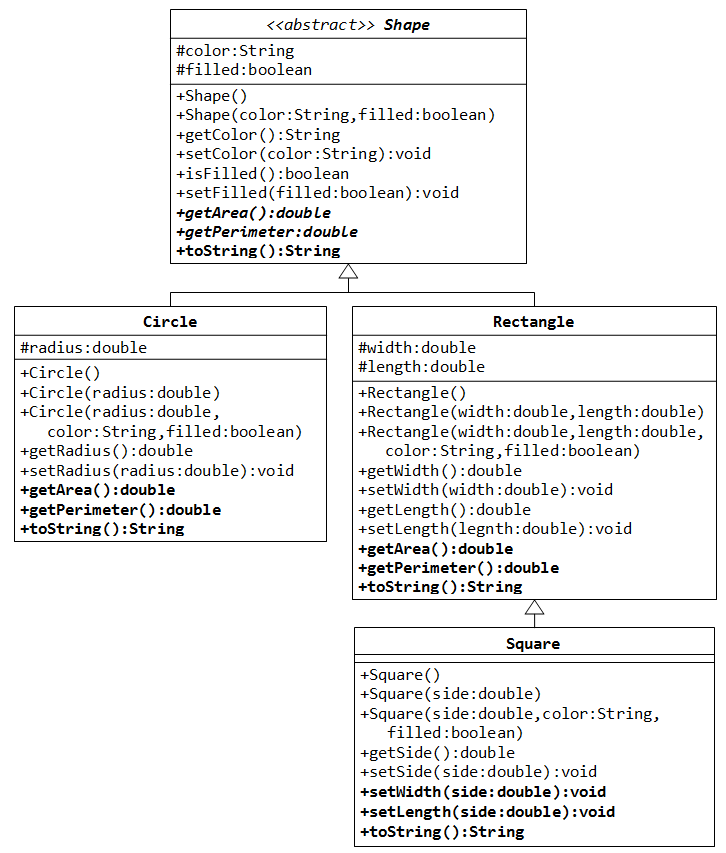 <<abstract>> Shape
#color:String
#filled:boolean
+Shape()
+Shape(color:String,filled:boolean)
+getColor():String
+setColor(color:String):void
+isFilled():boolean
+setFilled(filled:boolean):void
+getArea():double
+getPerimeter:double
+toString():String
Circle
#radius:double
+Circle()
+Circle(radius:double)
+Circle(radius:double,
color:String,filled:boolean)
+getRadius():double
+setRadius(radius:double):void
+getArea():double
+getPerimeter():double
+toString():String
Rectangle
#width:double
#length:double
+Rectangle()
+Rectangle(width:double,length:double)
+Rectangle(width:double,length:double,
color:String,filled:boolean)
+getWidth():double
+setWidth(width:double):void
+getLength():double
+setLength(legnth:double):void
+getArea():double
+getPerimeter():double
+toString():String
Square
+Square()
+Square(side:double)
+Square(side:double,color:String,
filled:boolean)
+getSide():double
+setSide(side:double):void
+setWidth(side:double):void
+setLength(side:double):void
+toString():String